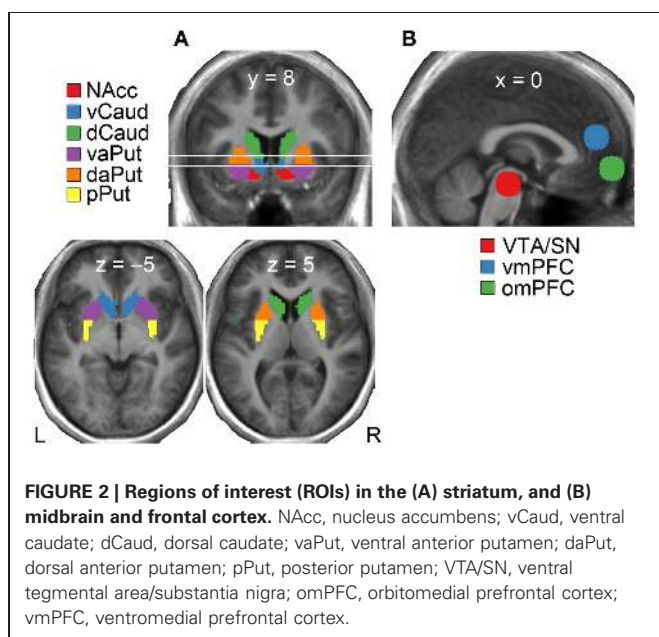 A
B
y = 8
x = 0
NAcc
vCaud
dCaud
vaPut
daPut
pPut
VTA/SN
vmPFC
omPFC
z = –5
z = 5
L
R
FIGURE 2 | Regions of interest (ROIs) in the (A) striatum, and (B)
midbrain and frontal cortex. NAcc, nucleus accumbens; vCaud, ventral
caudate; dCaud, dorsal caudate; vaPut, ventral anterior putamen; daPut,
dorsal anterior putamen; pPut, posterior putamen; VTA/SN, ventral
tegmental area/substantia nigra; omPFC, orbitomedial prefrontal cortex;
vmPFC, ventromedial prefrontal cortex.